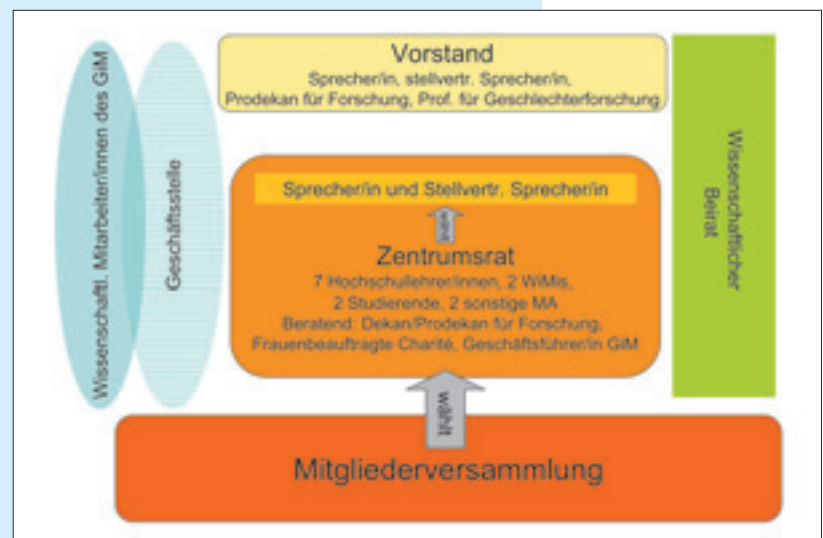 Wissenschaftl. Mitarbeiter/innen des GiM
Geschäftsstelle
Vorstand
Sprecher/in, stellvertr. Sprecher/in,
Prodekan für Forschung, Prof. für Geschlechterforschung
Sprecher/in und Stellvertr. Sprecher/in
wählt
Zentrumsrat
7 Hochschullehrer/innen, 2 WiMis,
2 Studierende, 2 sonstige MA
Beratend: Dekan/Prodekan für Forschung,
Frauenbeauftragte Charité, Geschäftsführer/in GiM
wählt
Mitgliederversammlung
Wissenschaftlicher
Beirat